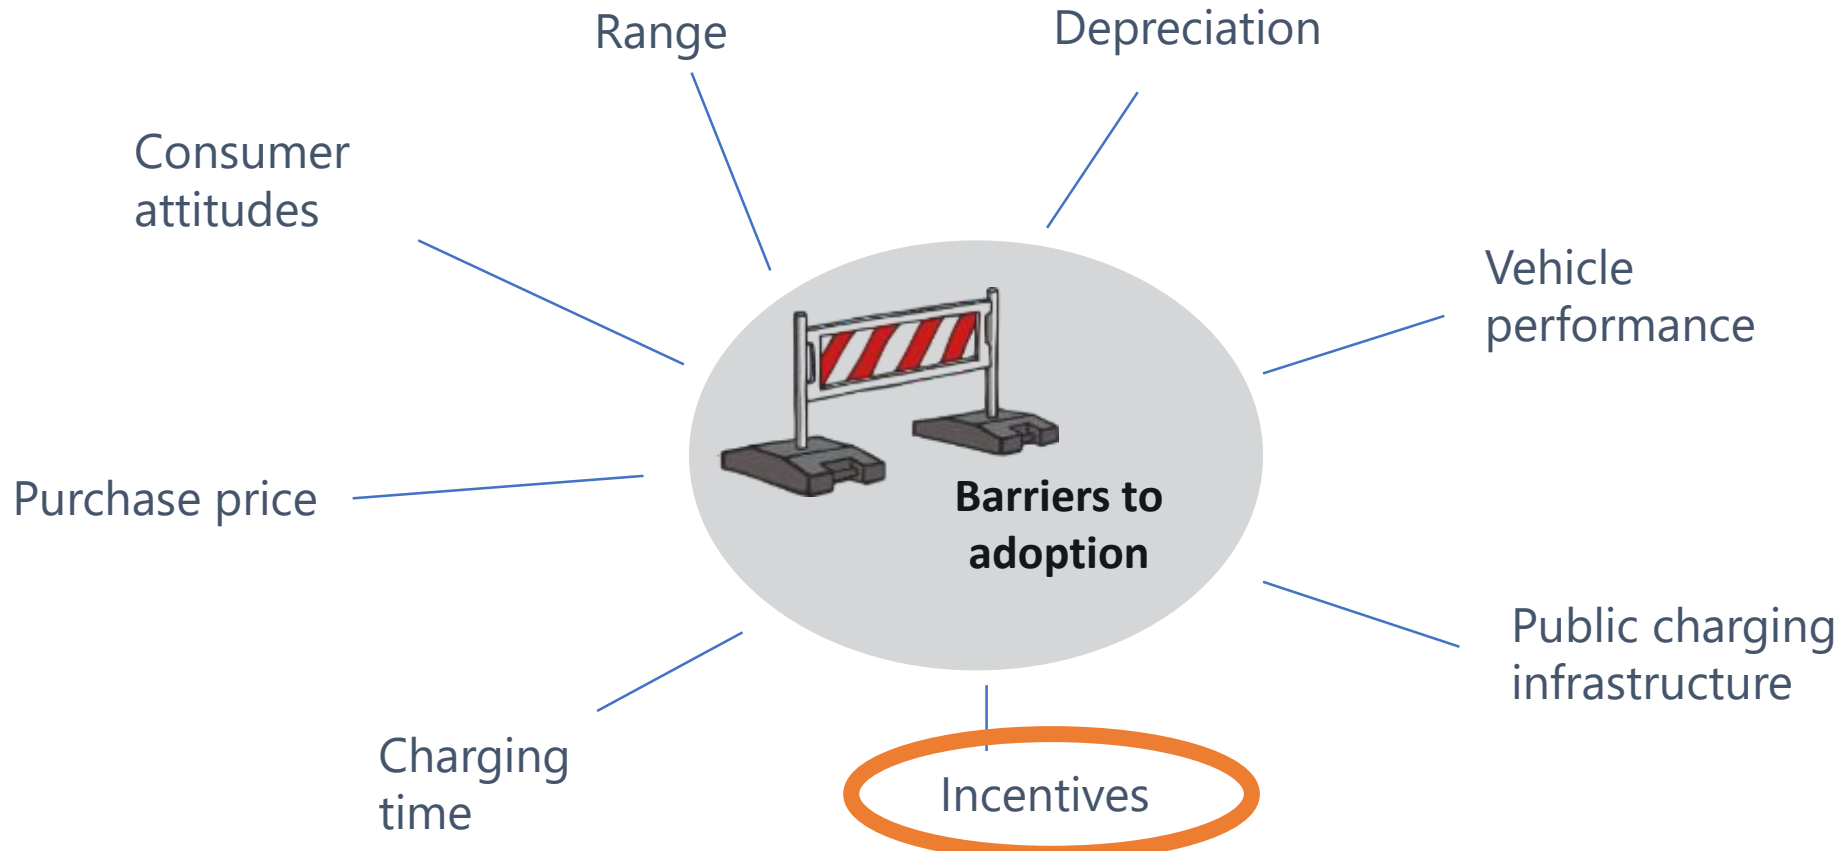 Range
Depreciation
Consumer
attitudes
Vehicle
performance
Purchase price
Barriers to
adoption
Public charging
infrastructure
Charging
time
Incentives